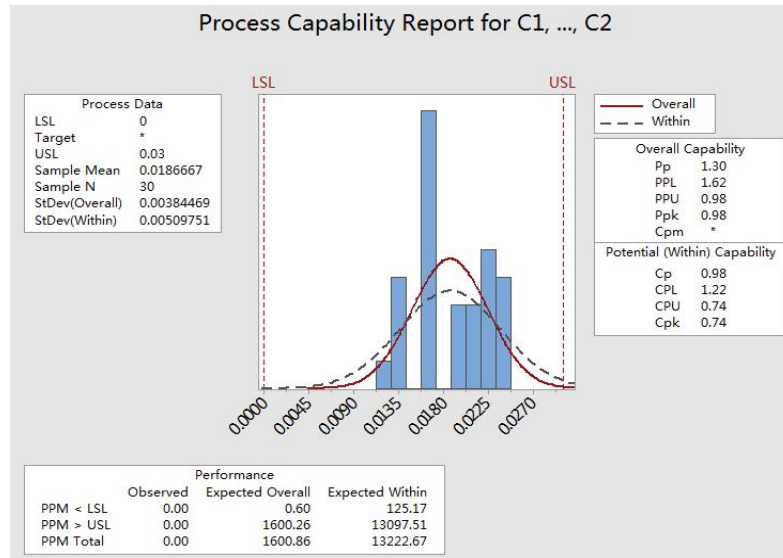 Process Capability Report for C1, ..., C2
LSL USL
Process Data
LSL 0
Target *
USL 0.03
Sample Mean 0.0186667
Sample N 30
StDev(Overall) 0.00384469
StDev(Within) 0.00509751
Overall
Within
Overall Capability
Pp 1.30
PPL 1.62
PPU 0.98
Ppk 0.98
Cpm *
Potential (Within) Capability
Cp 0.98
CPL 1.22
CPU 0.74
Cpk 0.74
0.0000 0.0045 0.0090 0.0135 0.0180 0.0225 0.0270
Performance
Observed Expected Overall Expected Within
PPM < LSL 0.00 0.60 125.17
PPM > USL 0.00 1600.26 13097.51
PPM Total 0.00 1600.86 13222.67